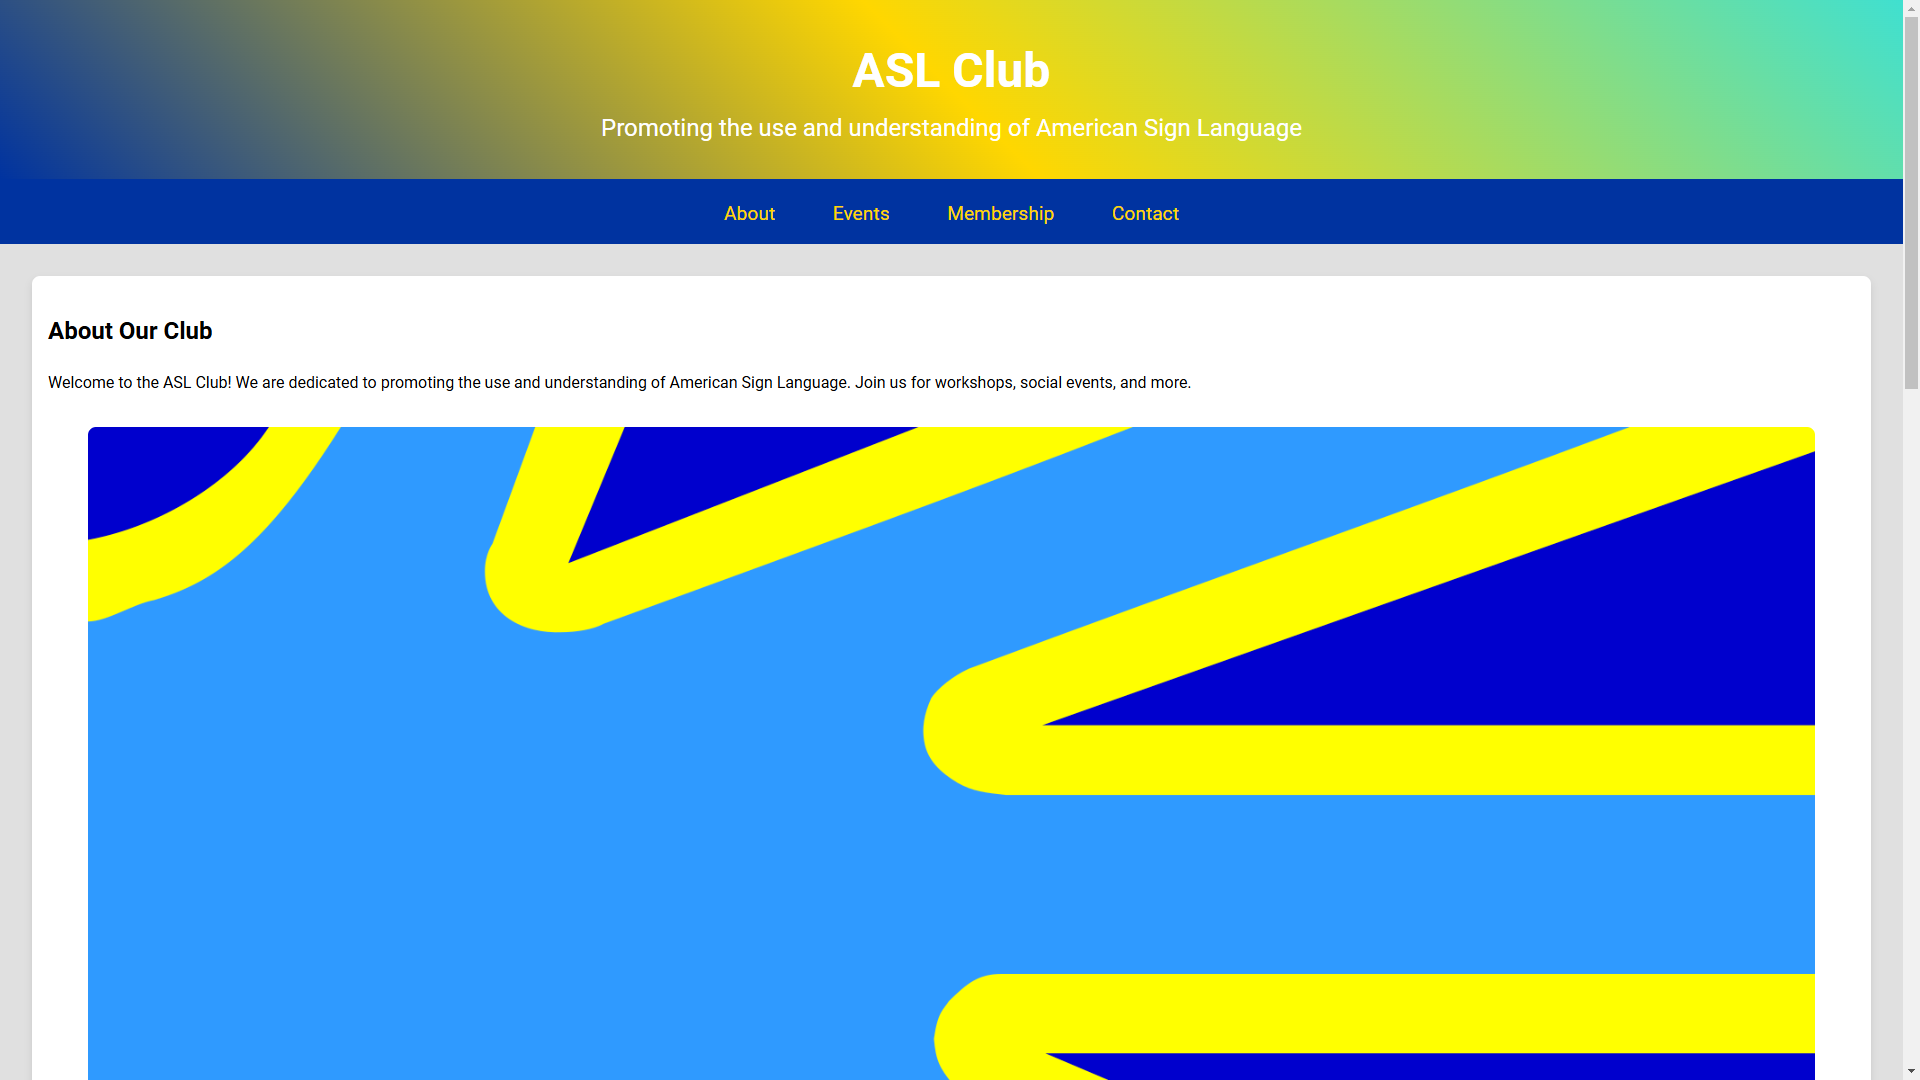 ASL Club
Promoting the use and understanding of American Sign Language
About
Events
Membership
Contact
About Our Club
Welcome to the ASL Club! We are dedicated to promoting the use and understanding of American Sign Language. Join us for workshops, social events, and more.